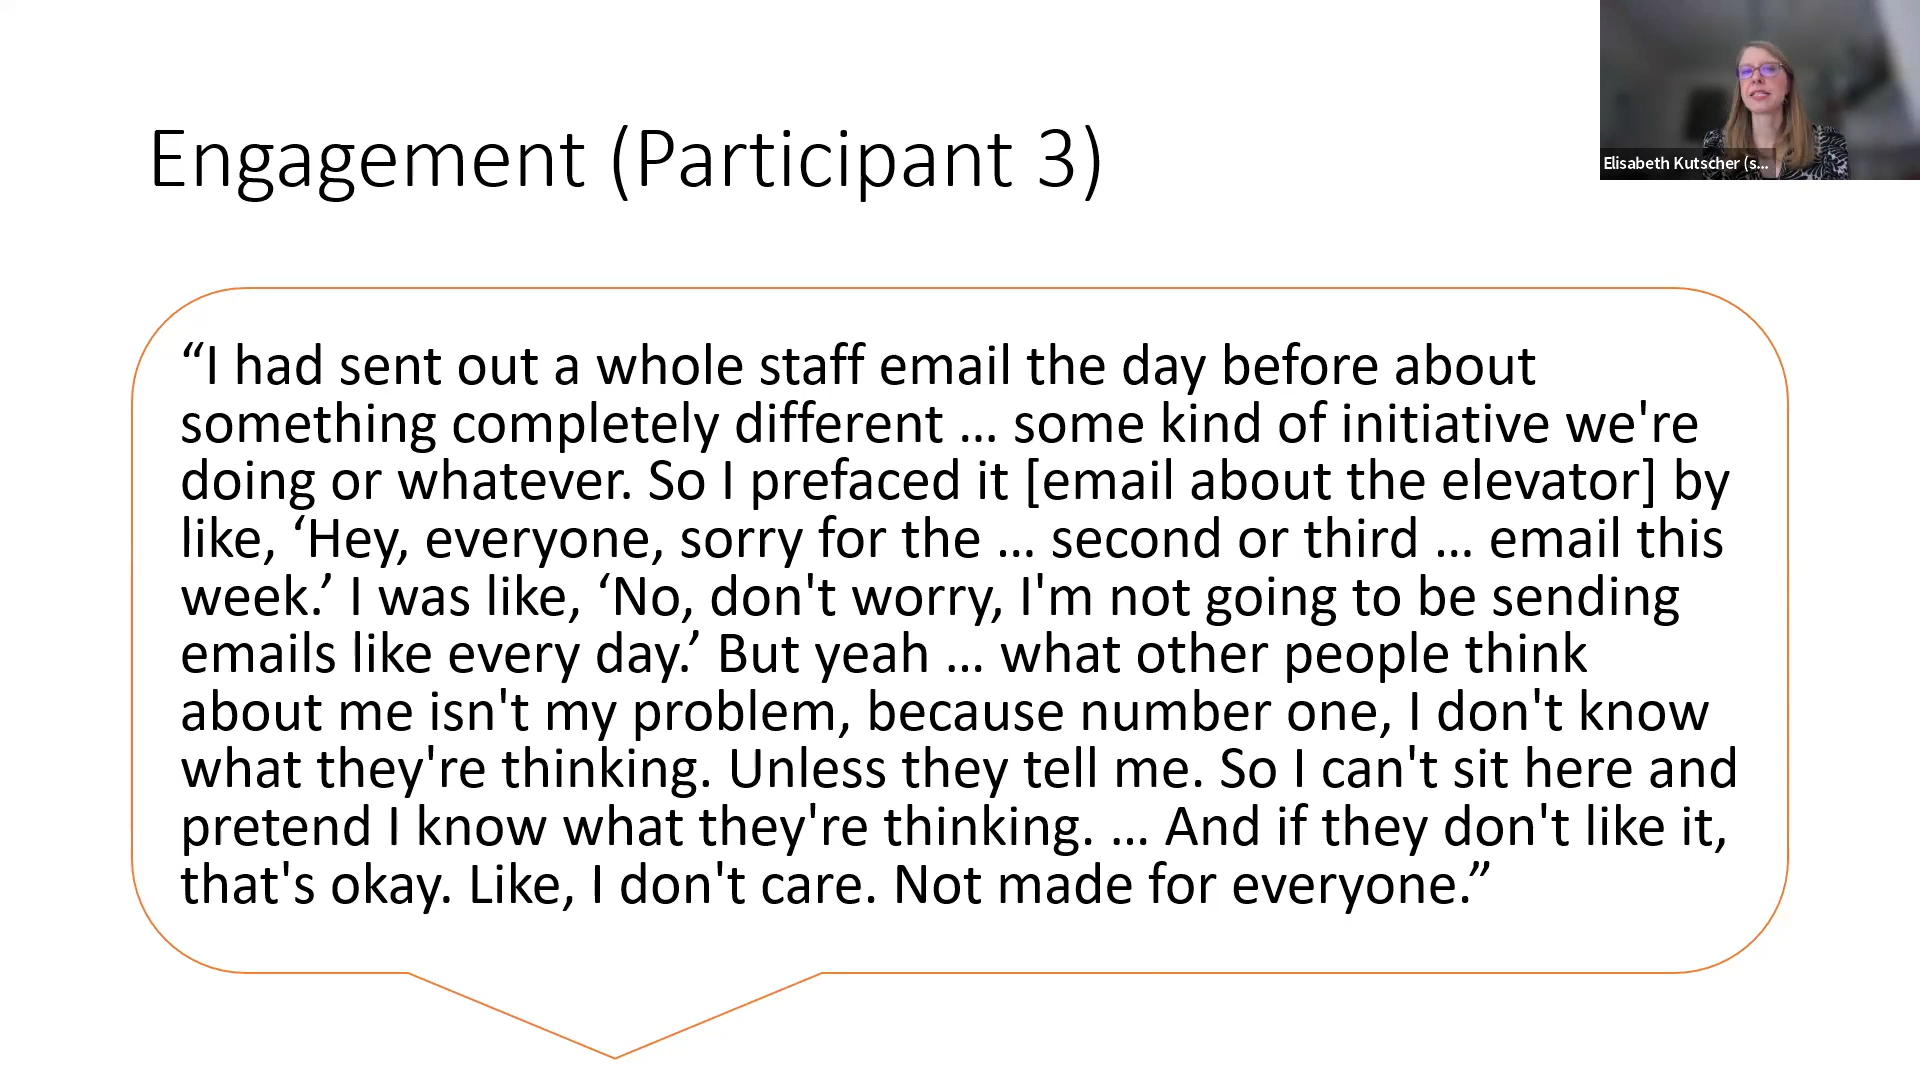 Engagement (Participant 3)
Elisabeth Kutscher (s...
“I had sent out a whole staff email the day before about
something completely different ... some kind of initiative we're
doing or whatever. So I prefaced it [email about the elevator] by
like, ‘Hey, everyone, sorry for the ... second or third ... email this
week.’ I was like, ‘No, don't worry, I'm not going to be sending
emails like every day.’ But yeah ... what other people think
about me isn't my problem, because number one, I don't know
what they're thinking. Unless they tell me. So I can't sit here and
pretend I know what they're thinking. ... And if they don't like it,
that's okay. Like, I don't care. Not made for everyone.”